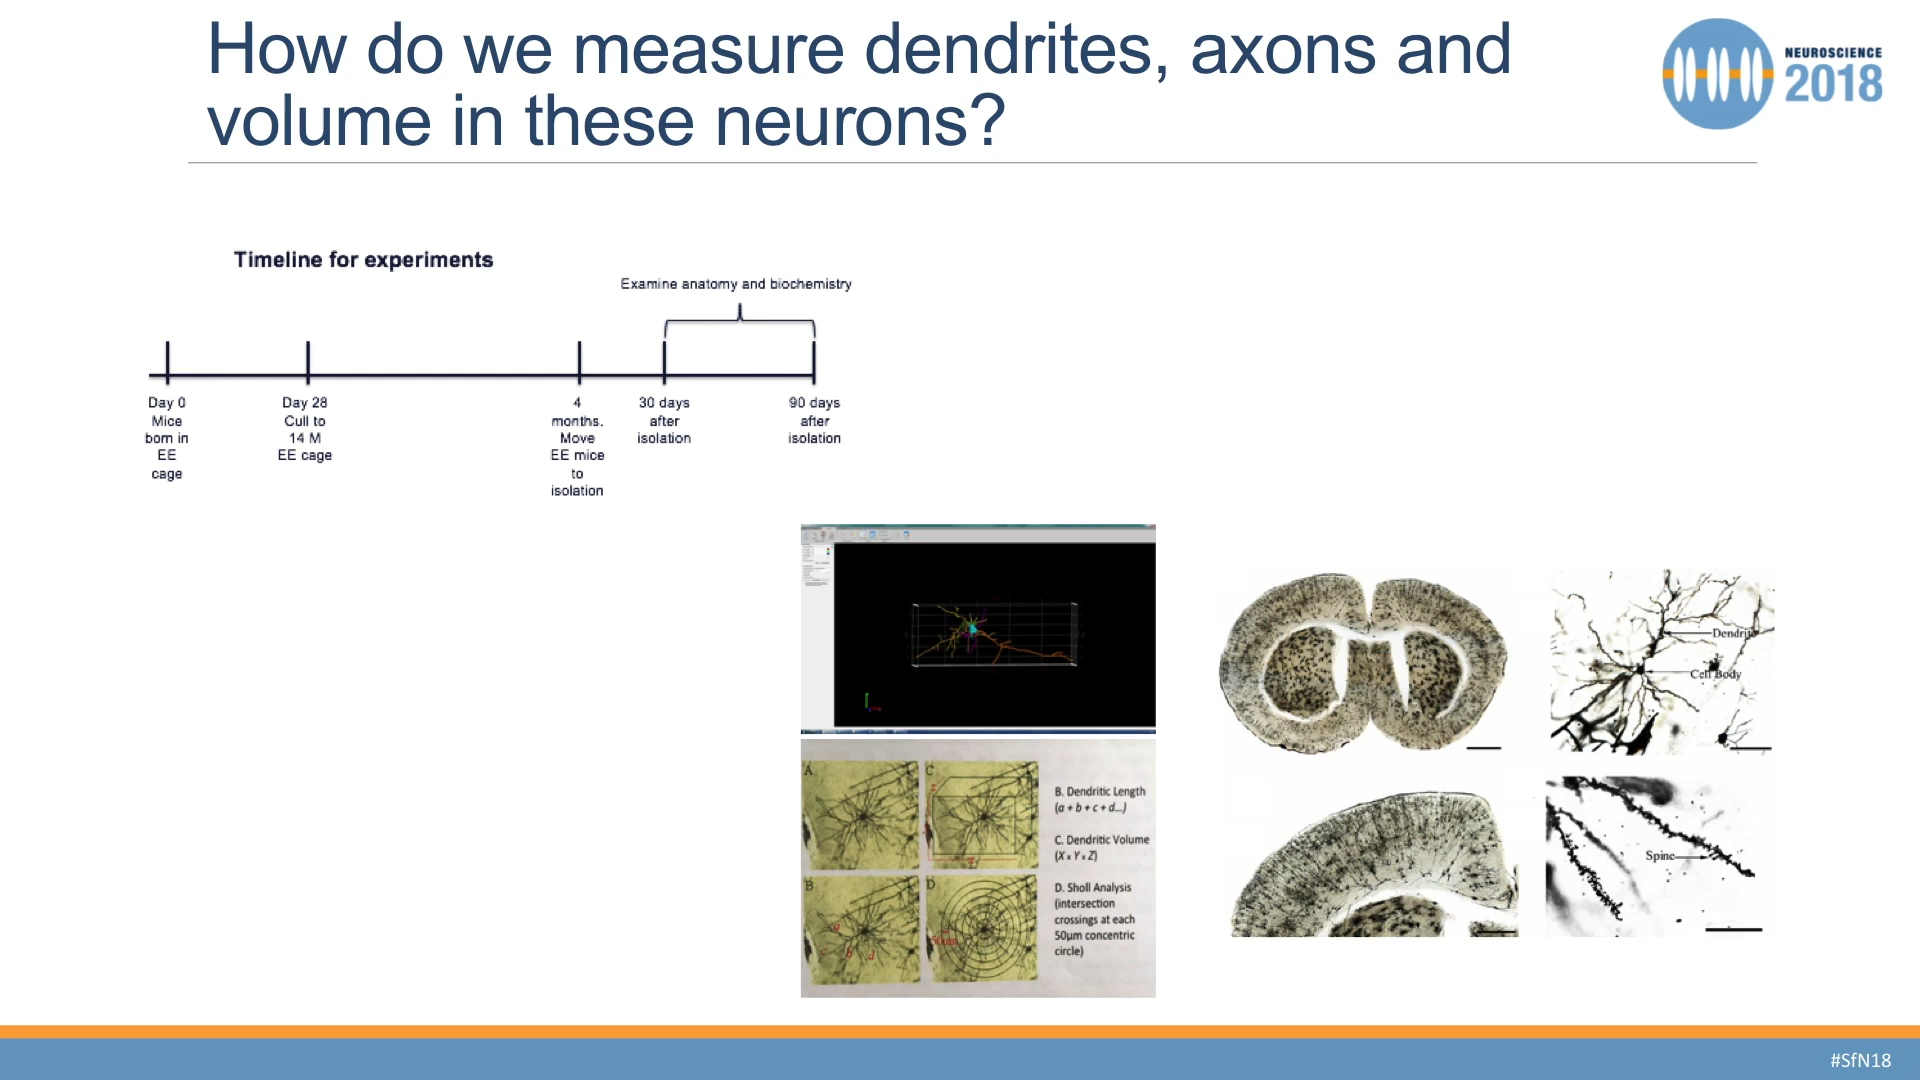 How do we measure dendrites, axons and
volume in these neurons?
NEUROSCIENCE
2018
Timeline for experiments
Examine anatomy and biochemistry
Day 0
Mice
born in
EE
cage
Day 28
Cull to
14 M
EE cage
4
months.
Move
EE mice
to
isolation
30 days
after
isolation
90 days
after
isolation
A
C
B
D
a
b
c
d
50μm
B. Dendritic Length
(a + b + c + d...)
C. Dendritic Volume
(X x Y x Z)
D. Sholl Analysis
(intersection
crossings at each
50μm concentric
circle)
Dendrite
Cell Body
Spine
#SfN18